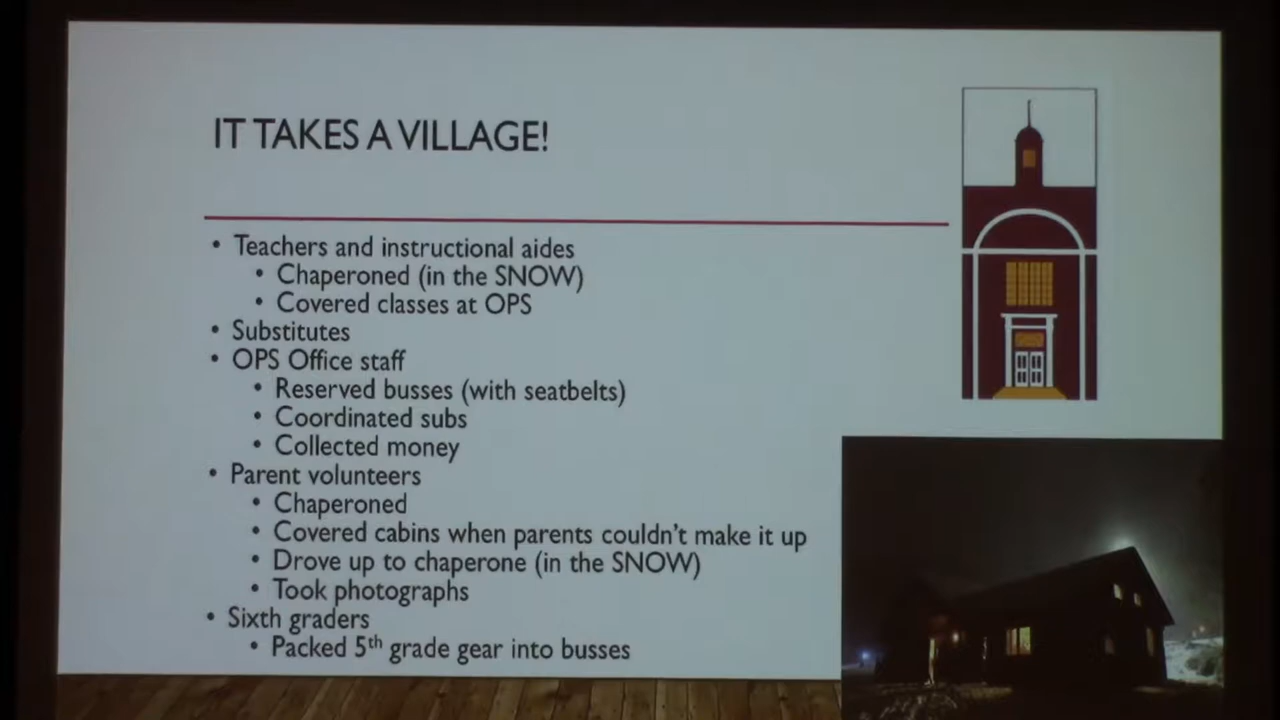 IT TAKES A VILLAGE!
• Teachers and instructional aides
• Chaperoned (in the SNOW)
• Covered classes at OPS
• Substitutes
• OPS Office staff
• Reserved busses (with seatbelts)
• Coordinated subs
• Collected money
• Parent volunteers
• Chaperoned
• Covered cabins when parents couldn't make it up
• Drove up to chaperone (in the SNOW)
• Took photographs
• Sixth graders
• Packed 5th grade gear into busses